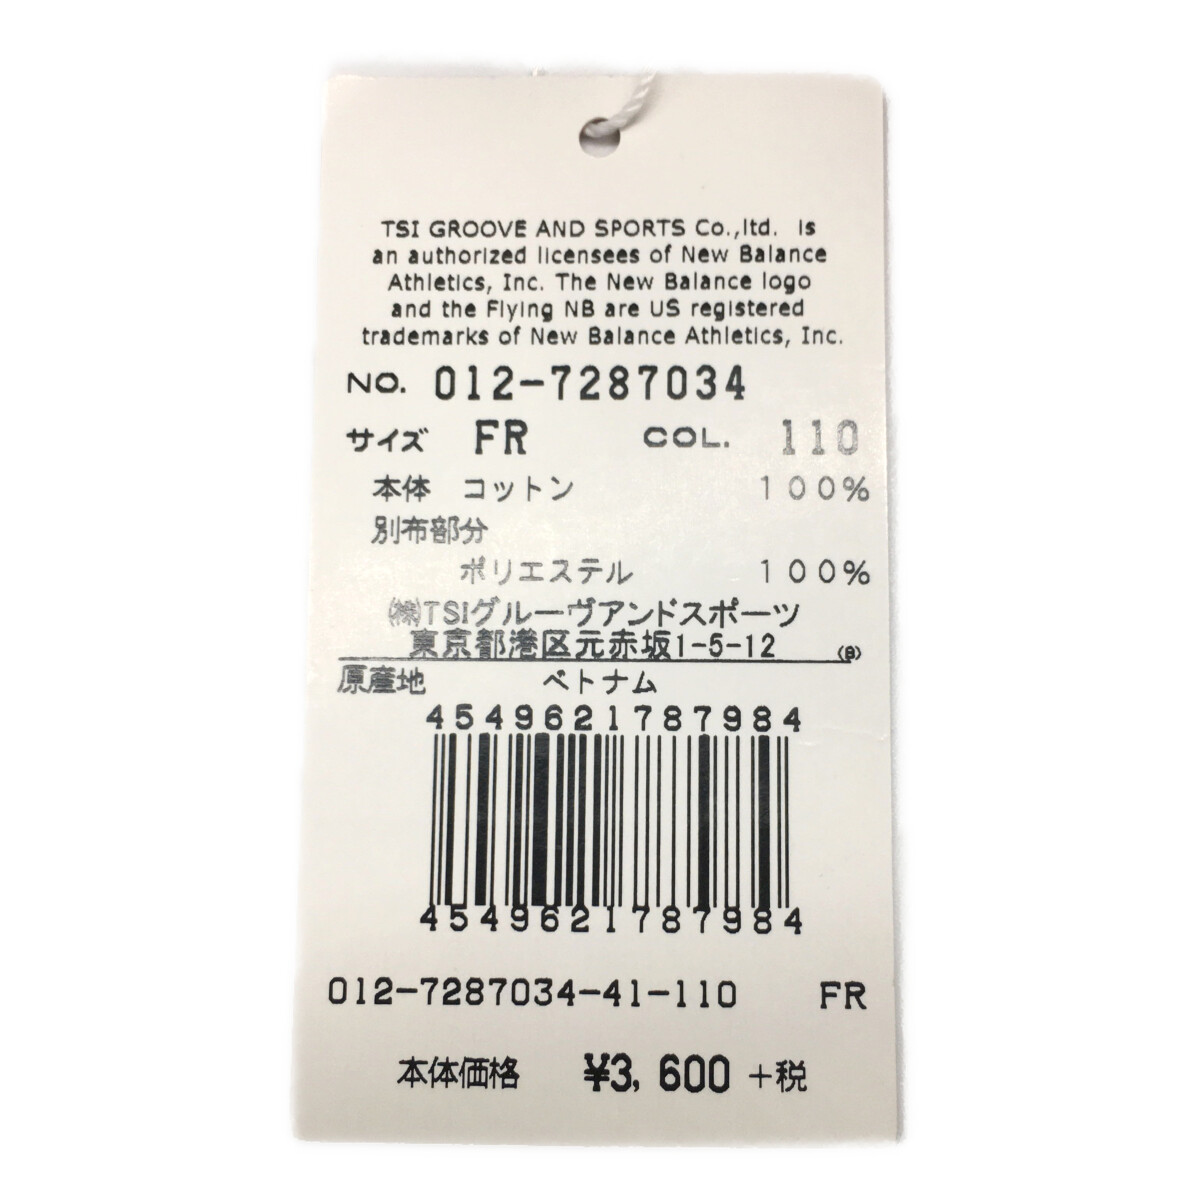 TSI GROOVE AND SPORTS Co.,ltd. is
an authorized licensees of New Balance
Athletics, Inc. The New Balance logo
and the Flying NB are US registered
trademarks of New Balance Athletics, Inc.
NO. 012-7287034
サイズ FR COL. 110
本体 コットン 100%
別布部分
ポリエステル 100%
㈱TSIグルーヴアンドスポーツ
東京都港区元赤坂1-5-12
原産地 ベトナム
4549621787984
4549621787984
012-7287034-41-110 FR
本体価格 ¥3,600 +税